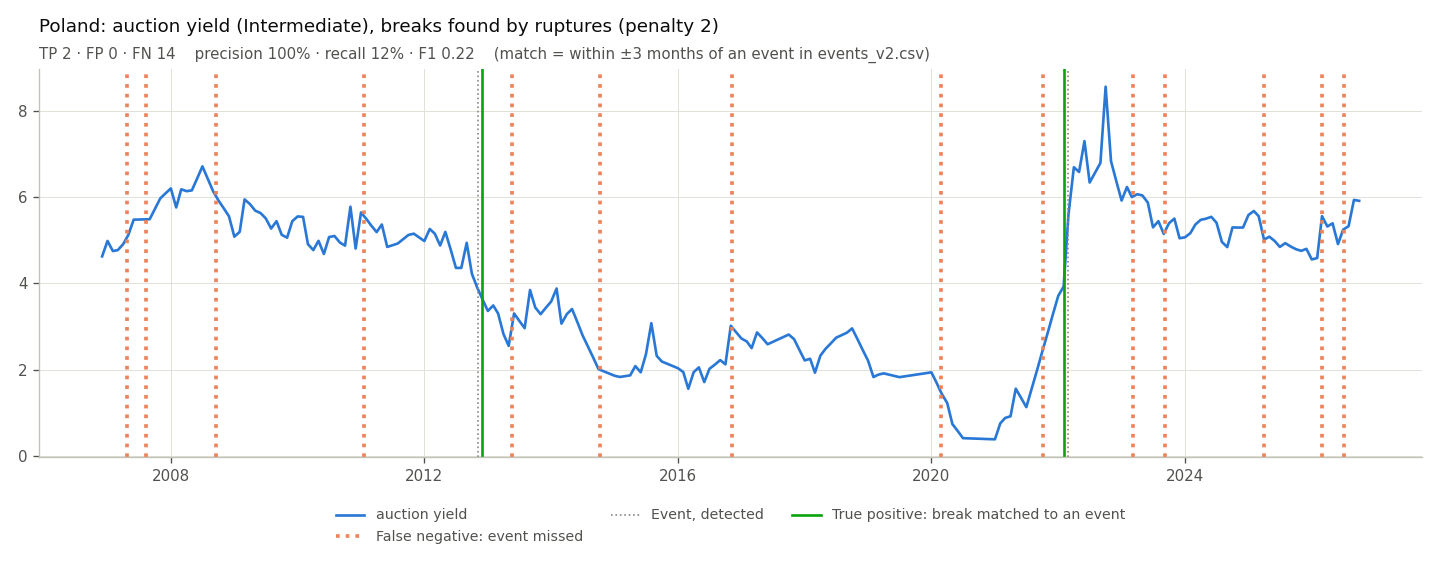 Poland: auction yield (Intermediate), breaks found by ruptures (penalty 2)
TP 2 · FP 0 · FN 14    precision 100% · recall 12% · F1 0.22    (match = within ±3 months of an event in events_v2.csv)
8
6
4
2
0
2008 2012 2016 2020 2024
auction yield Event, detected True positive: break matched to an event
False negative: event missed